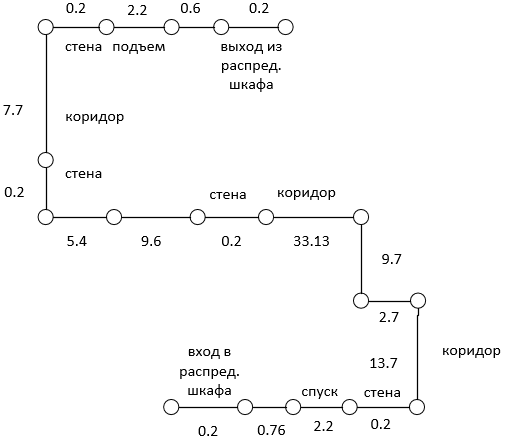 0.2 2.2 0.6 0.2
стена подъем выход из
распред.
шкафа
7.7
коридор
стена
0.2
стена коридор
5.4 9.6 0.2 33.13
9.7
2.7
вход в
распред.
шкафа
13.7
коридор
спуск стена
0.2 0.76 2.2 0.2